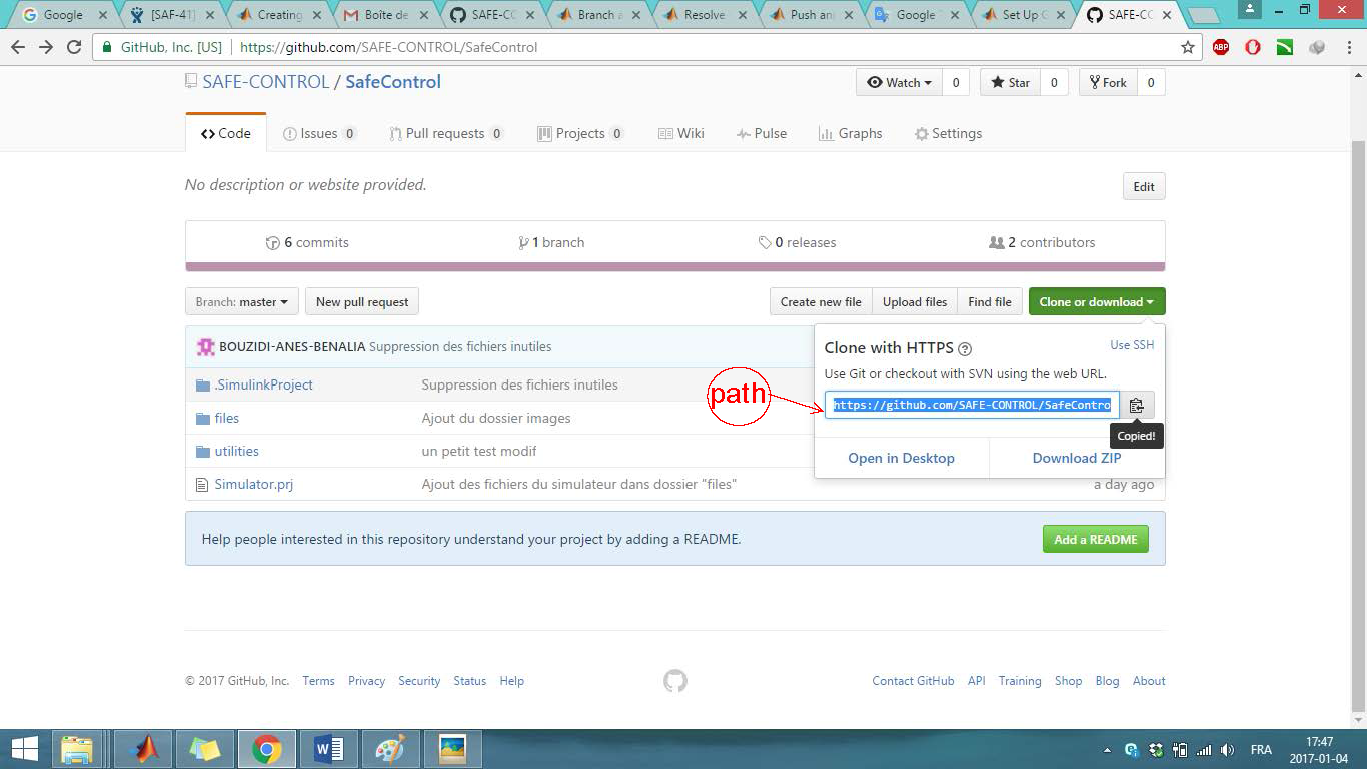 Google
[SAF-41]
Creating
Boîte de
SAFE-CO
Branch a
Resolve
Push an
Google
Set Up G
SAFE-CO
GitHub, Inc. [US]
https://github.com/SAFE-CONTROL/SafeControl
ABP
SAFE-CONTROL / SafeControl
Watch 0
Star 0
Fork 0
Code
Issues 0
Pull requests 0
Projects 0
Wiki
Pulse
Graphs
Settings
No description or website provided.
Edit
6 commits
1 branch
0 releases
2 contributors
Branch: master
New pull request
Create new file
Upload files
Find file
Clone or download
BOUZIDI-ANES-BENALIA Suppression des fichiers inutiles
.SimulinkProject Suppression des fichiers inutiles
files Ajout du dossier images
utilities un petit test modif
Simulator.prj Ajout des fichiers du simulateur dans dossier "files" a day ago
Clone with HTTPS ?
Use SSH
Use Git or checkout with SVN using the web URL.
path
https://github.com/SAFE-CONTROL/SafeContro
Copied!
Open in Desktop
Download ZIP
Help people interested in this repository understand your project by adding a README.
Add a README
© 2017 GitHub, Inc. Terms Privacy Security Status Help
Contact GitHub API Training Shop Blog About
FRA
17:47
2017-01-04